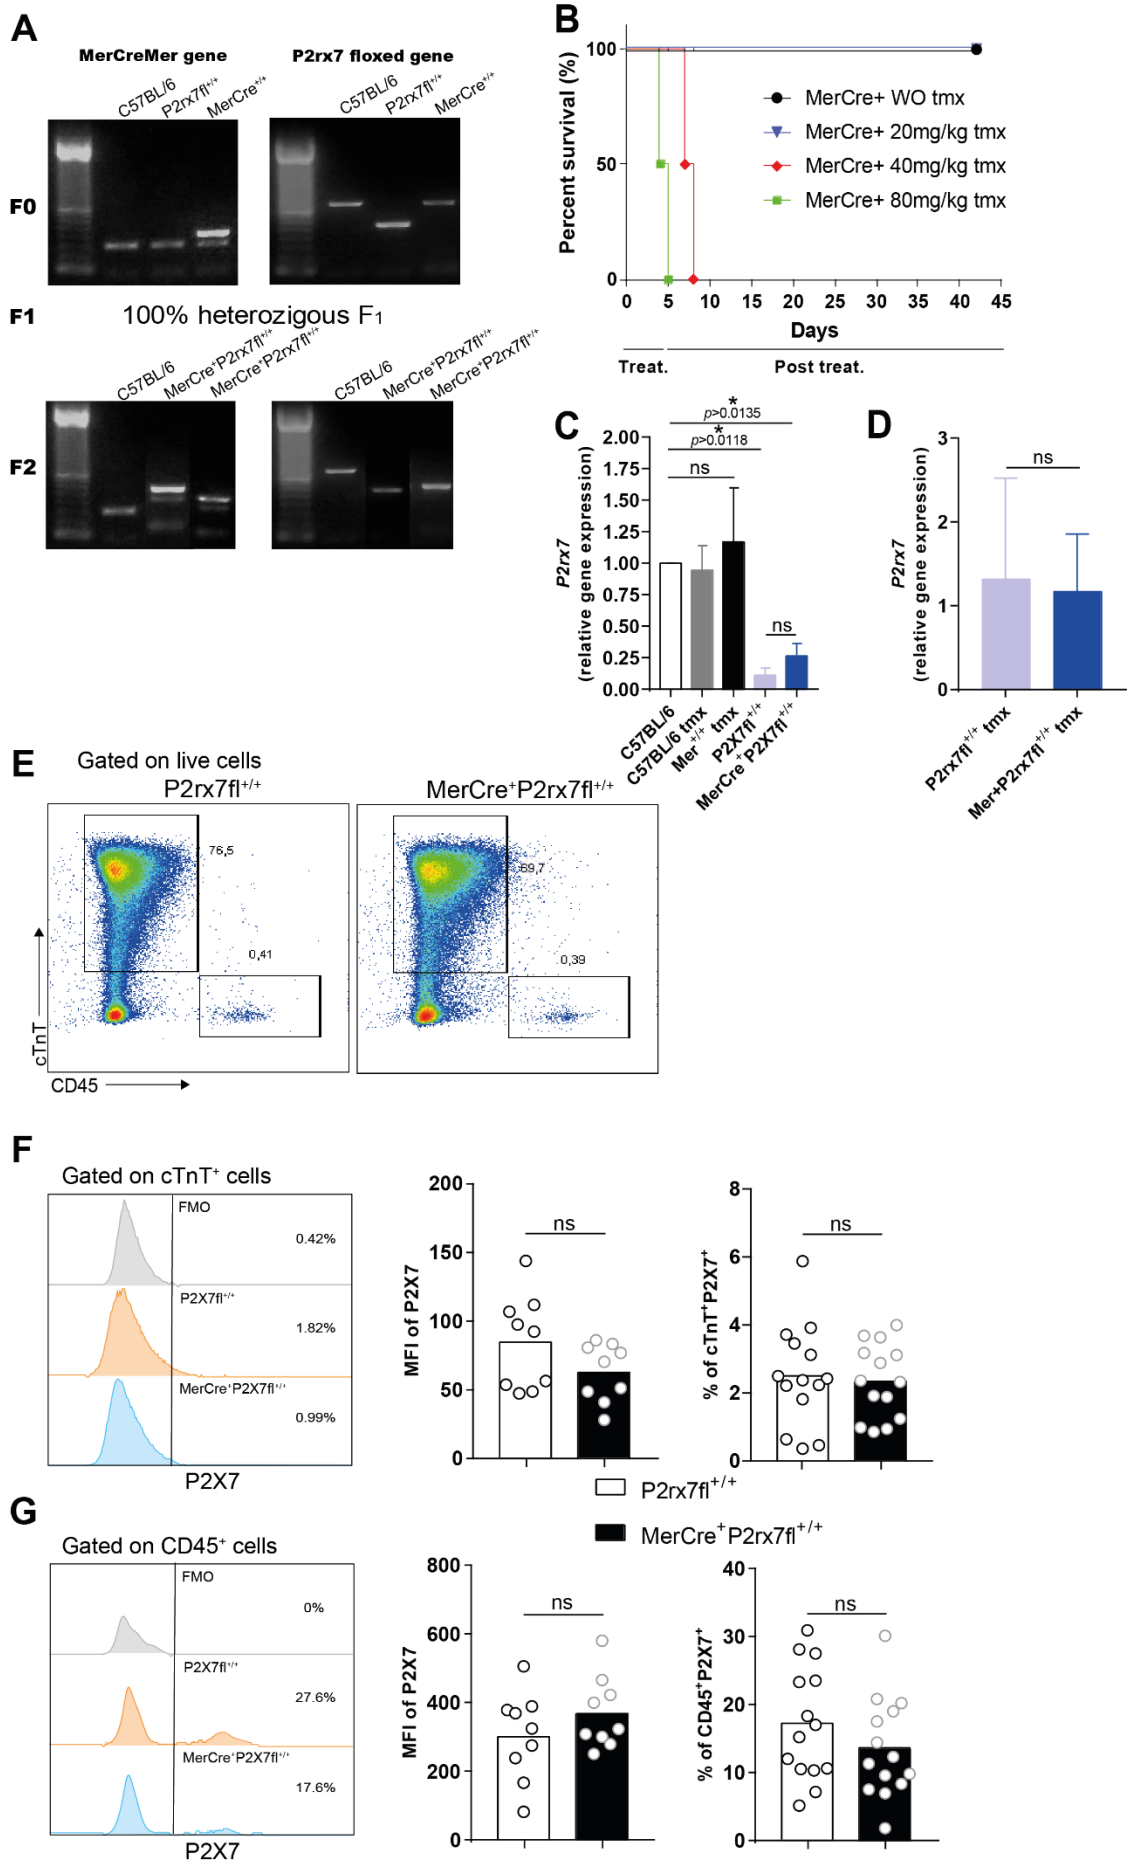 A
MerCreMer gene
P2rx7 floxed gene
C57BL/6
P2rx7fl+/+
MerCre+/+
C57BL/6
P2rx7fl+/+
MerCre+/+
F0
F1
100% heterozigous F1
C57BL/6
MerCre+P2rx7fl+/+
MerCre+P2rx7fl+/+
C57BL/6
MerCre+P2rx7fl+/+
MerCre+P2rx7fl+/+
F2
B
Percent survival (%)
100
50
0
MerCre+ WO tmx
MerCre+ 20mg/kg tmx
MerCre+ 40mg/kg tmx
MerCre+ 80mg/kg tmx
0 5 10 15 20 25 30 35 40 45
Days
Treat.
Post treat.
C
P2rx7
(relative gene expression)
2.00
1.75
1.50
1.25
1.00
0.75
0.50
0.25
0.00
*
p>0.0135
*
p>0.0118
ns
ns
C57BL/6
C57BL/6 tmx
Mer+/+ tmx
P2X7fl+/+
MerCre+P2X7fl+/+
D
P2rx7
(relative gene expression)
3
2
1
0
ns
P2rx7fl+/+ tmx
Mer+P2rx7fl+/+ tmx
E
Gated on live cells
P2rx7fl+/+
MerCre+P2rx7fl+/+
76,5
0,41
69,7
0,39
cTnT
CD45
F
Gated on cTnT+ cells
FMO
0.42%
P2X7fl+/+
1.82%
MerCre+P2X7fl+/+
0.99%
P2X7
MFI of P2X7
200
150
100
50
0
ns
% of cTnT+P2X7+
8
6
4
2
0
ns
P2rx7fl+/+
MerCre+P2rx7fl+/+
G
Gated on CD45+ cells
FMO
0%
P2X7fl+/+
27.6%
MerCre+P2X7fl+/+
17.6%
P2X7
MFI of P2X7
800
600
400
200
0
ns
% of CD45+P2X7+
40
30
20
10
0
ns